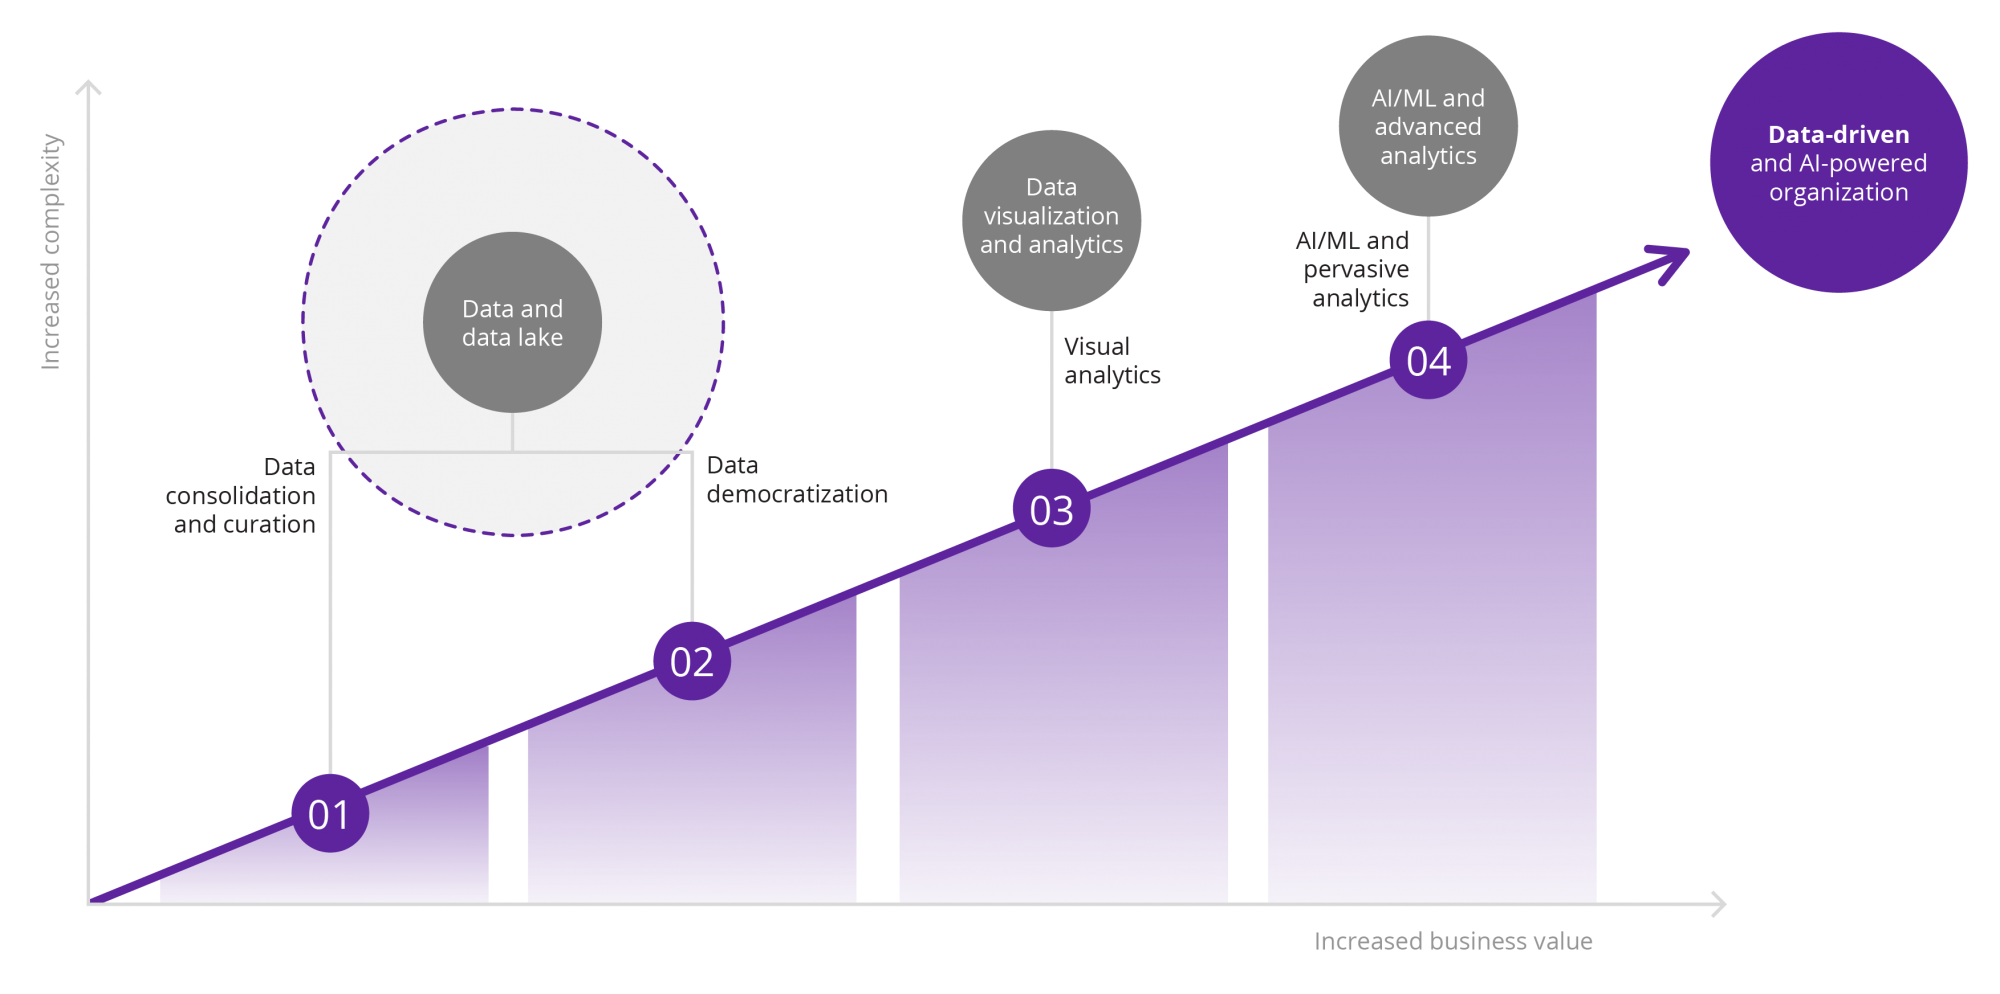 Increased complexity
Data and
data lake
Data
consolidation
and curation
Data
democratization
01
02
Data
visualization
and analytics
Visual
analytics
03
AI/ML and
advanced
analytics
AI/ML and
pervasive
analytics
04
Data-driven
and AI-powered
organization
Increased business value